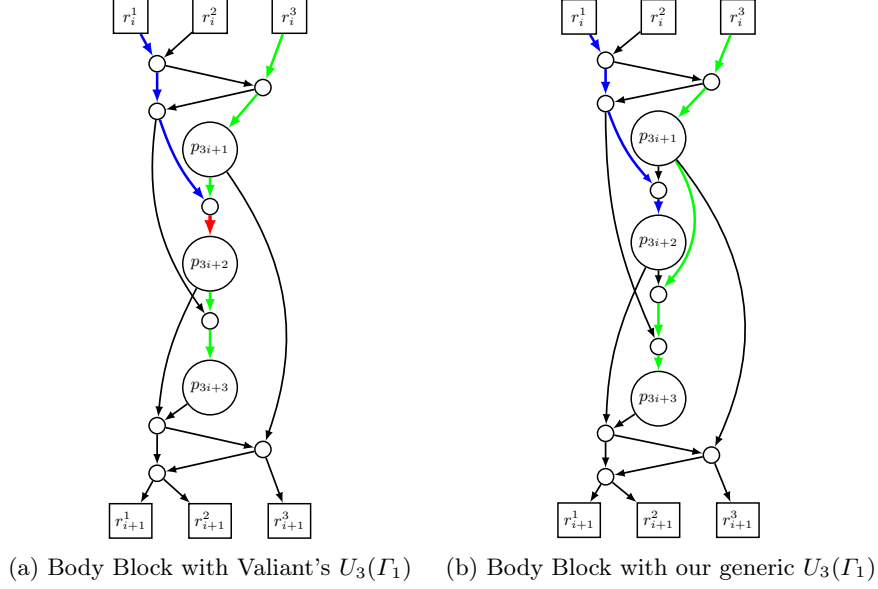 r_i^1 r_i^2 r_i^3 r_i^1 r_i^2 r_i^3
p_{3i+1} p_{3i+1}
p_{3i+2} p_{3i+2}
p_{3i+3} p_{3i+3}
r_{i+1}^1 r_{i+1}^2 r_{i+1}^3 r_{i+1}^1 r_{i+1}^2 r_{i+1}^3
(a) Body Block with Valiant's U_3(Γ_1) (b) Body Block with our generic U_3(Γ_1)